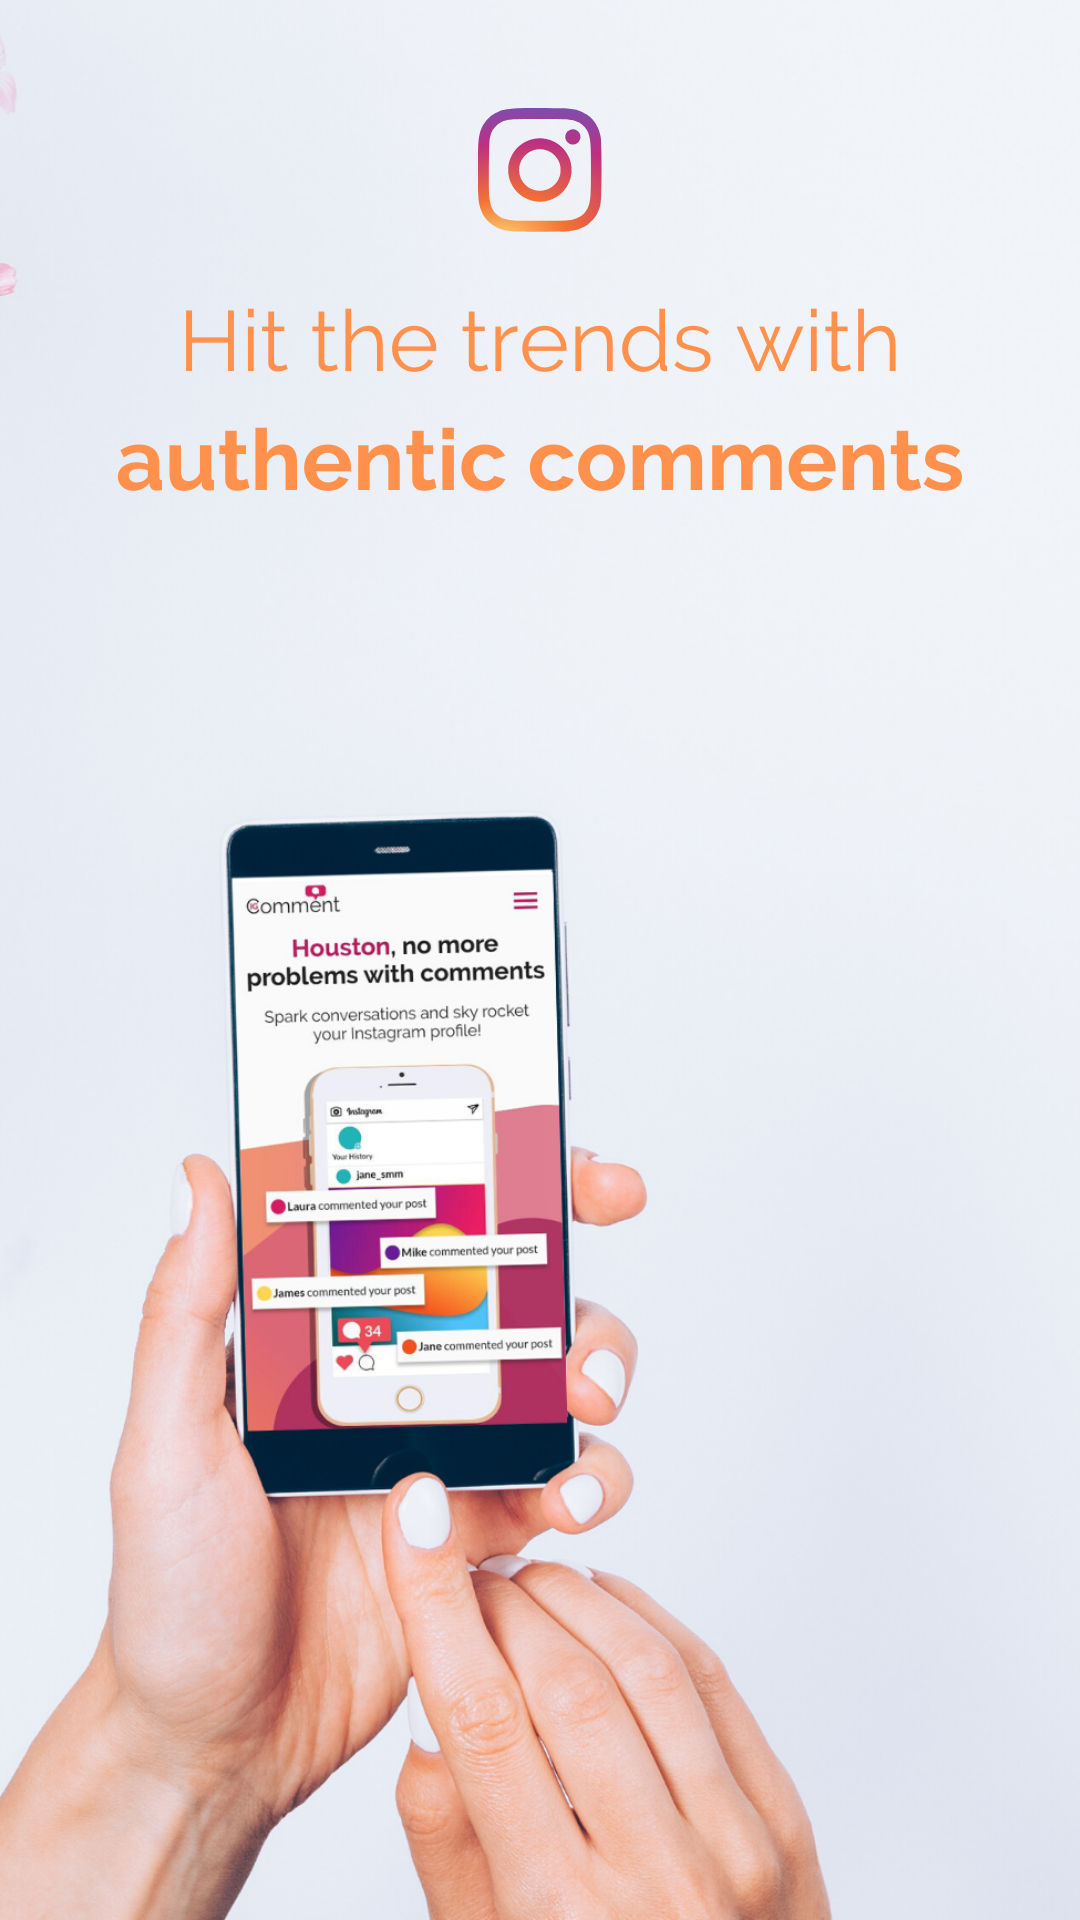 Hit the trends with
authentic comments
IGComment
Houston, no more
problems with comments
Spark conversations and sky rocket
your Instagram profile!
Instagram
Your History
jane_smm
Laura commented your post
Mike commented your post
James commented your post
34
Jane commented your post